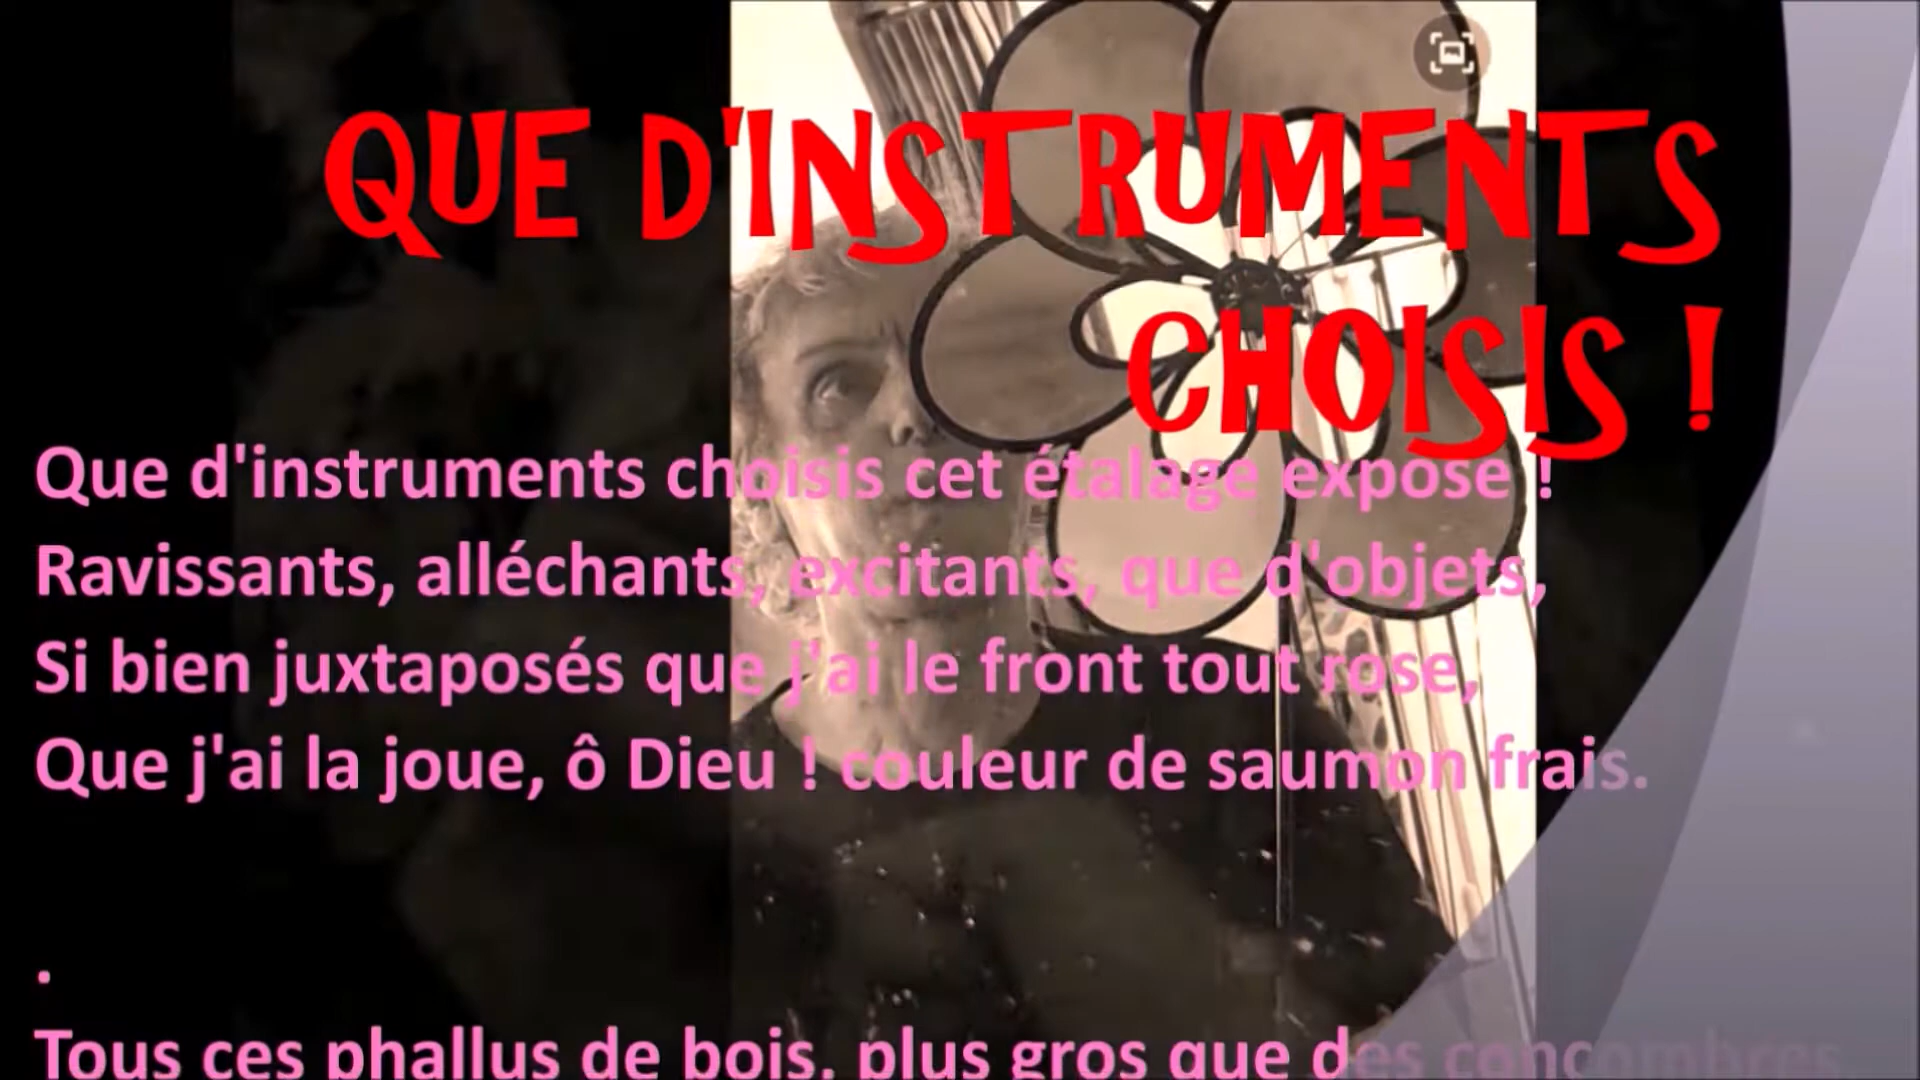 QUE D'INSTRUMENTS
CHOISIS !
Que d'instruments choisis cet étalage expose !
Ravissants, alléchants, excitants, que d'objets,
Si bien juxtaposés que j'ai le front tout rose,
Que j'ai la joue, ô Dieu ! couleur de saumon frais.
.
Tous ces phallus de bois, plus gros que des concombres